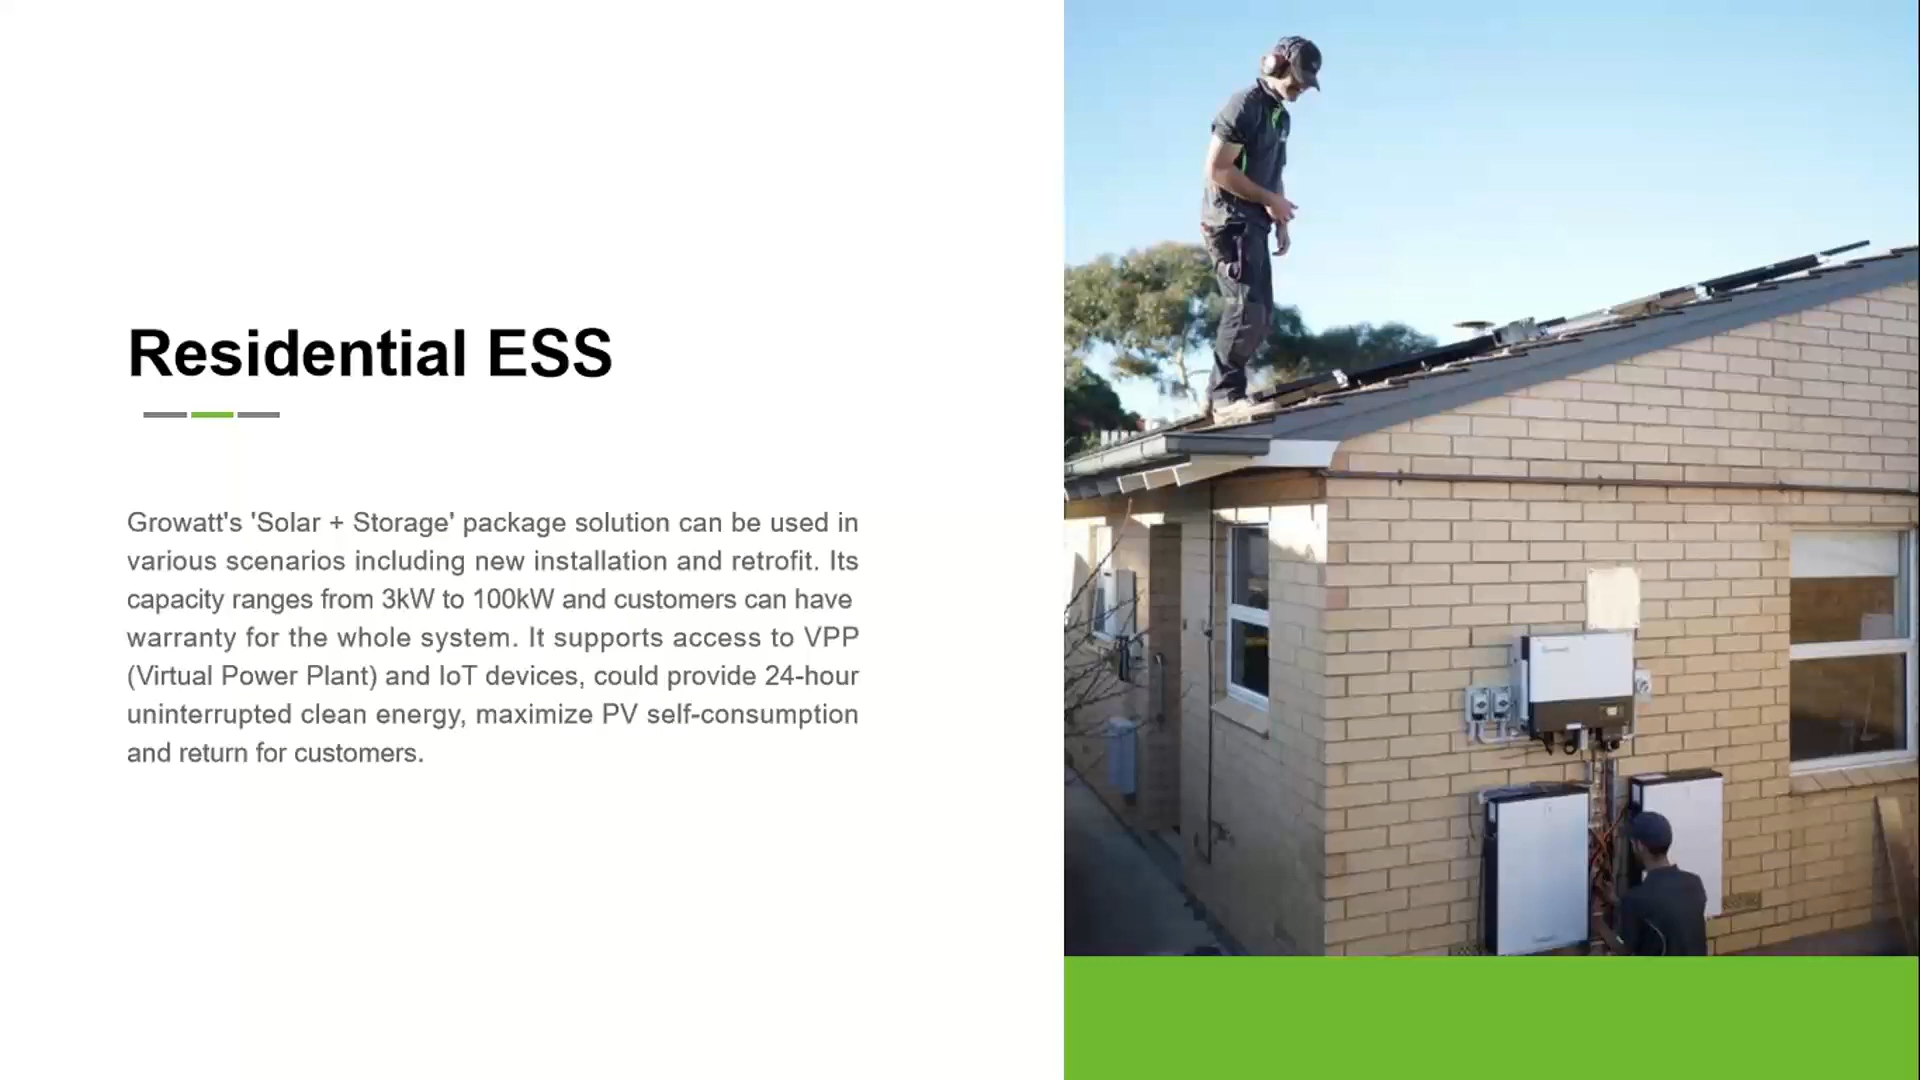 Residential ESS
Growatt's 'Solar + Storage' package solution can be used in
various scenarios including new installation and retrofit. Its
capacity ranges from 3kW to 100kW and customers can have
warranty for the whole system. It supports access to VPP
(Virtual Power Plant) and IoT devices, could provide 24-hour
uninterrupted clean energy, maximize PV self-consumption
and return for customers.